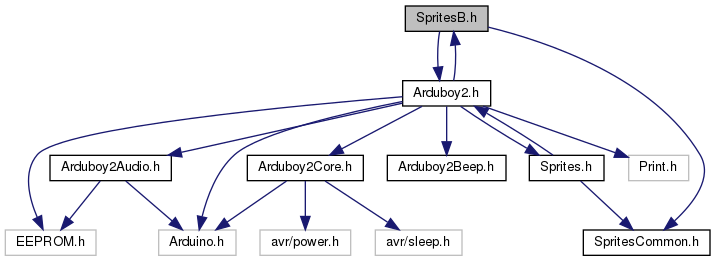 SpritesB.h
Arduboy2.h
Arduboy2Audio.h
Arduboy2Core.h
Arduboy2Beep.h
Sprites.h
Print.h
EEPROM.h
Arduino.h
avr/power.h
avr/sleep.h
SpritesCommon.h